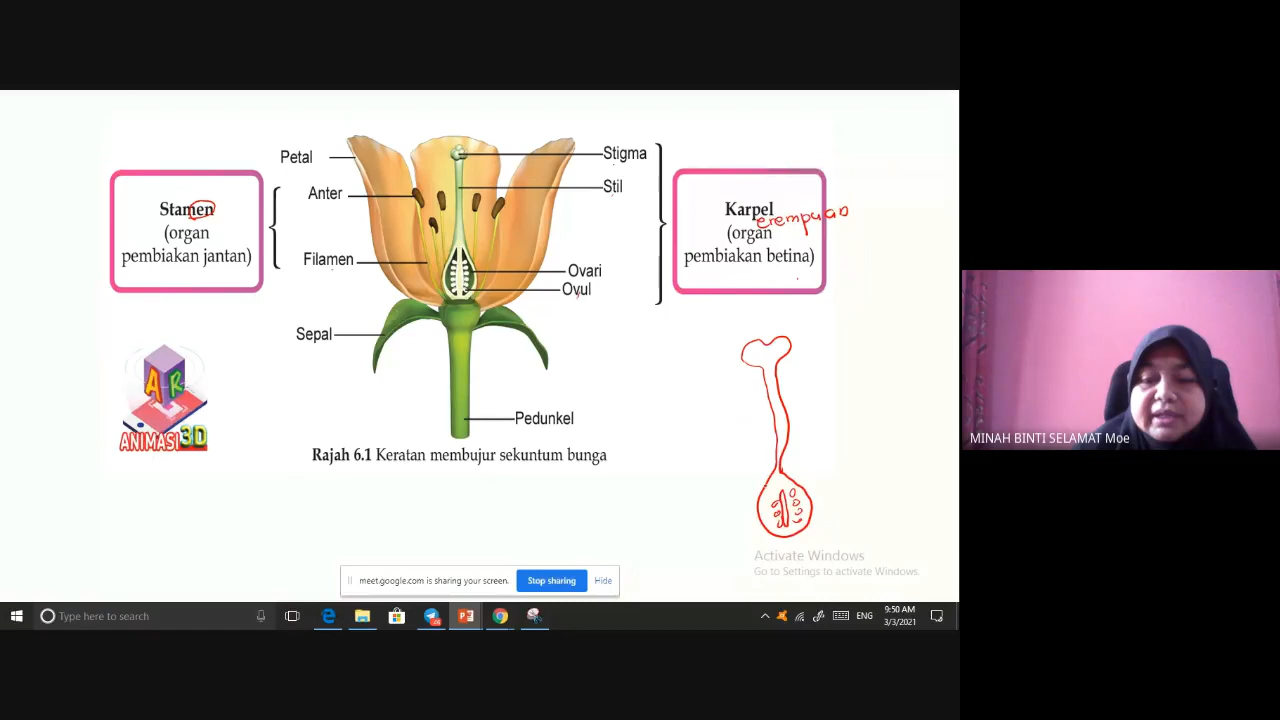 Petal
Stigma
Anter
Stil
Stamen
(organ
pembiakan jantan)
Karpel
erempuan
(organ
pembiakan betina)
Filamen
Ovari
Ovul
Sepal
Pedunkel
AR
ANIMASI 3D
Rajah 6.1 Keratan membujur sekuntum bunga
MINAH BINTI SELAMAT Moe
Activate Windows
Go to Settings to activate Windows.
meet.google.com is sharing your screen.
Stop sharing
Hide
Type here to search
ENG
9:50 AM
3/3/2021